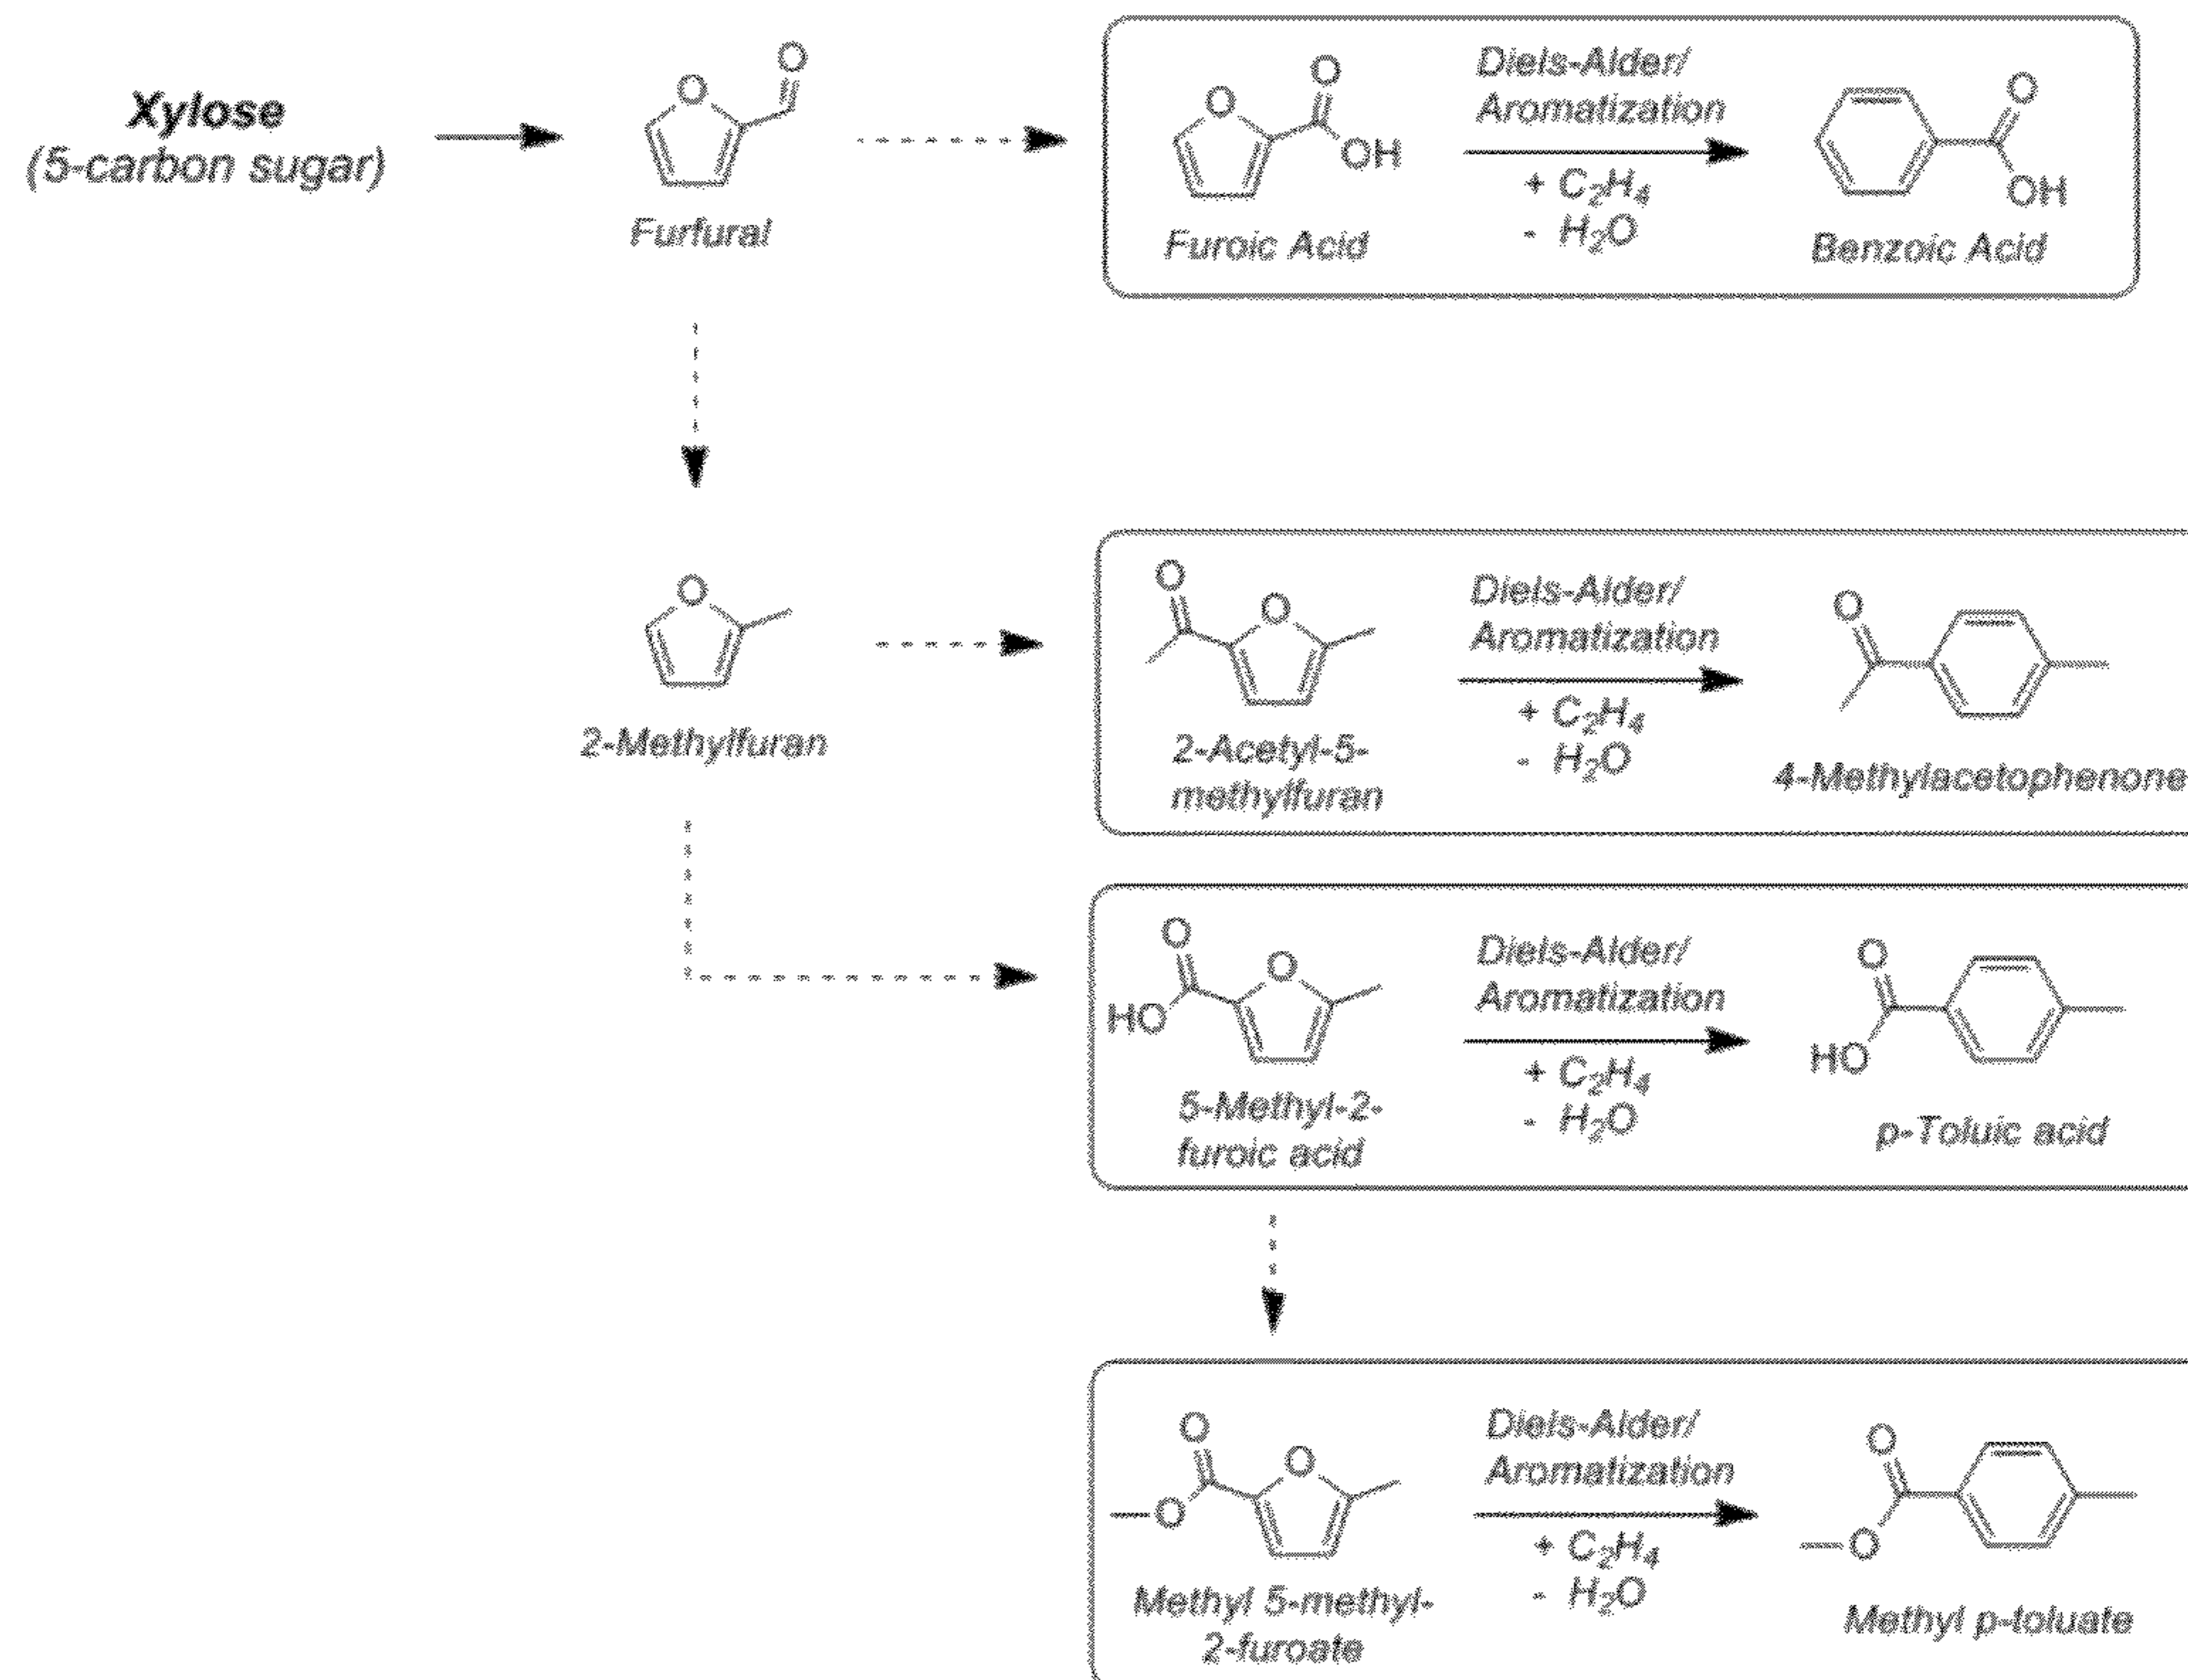 Xylose
(5-carbon sugar)
O
O
Furfural
O
O
OH
Furoic Acid
Diels-Alder/
Aromatization
+ C₂H₄
- H₂O
O
OH
Benzoic Acid
O
2-Methylfuran
O
O
2-Acetyl-5-
methylfuran
Diels-Alder/
Aromatization
+ C₂H₄
- H₂O
O
4-Methylacetophenone
O
HO
O
5-Methyl-2-
furoic acid
Diels-Alder/
Aromatization
+ C₂H₄
- H₂O
O
HO
p-Toluic acid
O
O
O
Methyl 5-methyl-
2-furoate
Diels-Alder/
Aromatization
+ C₂H₄
- H₂O
O
O
Methyl p-toluate